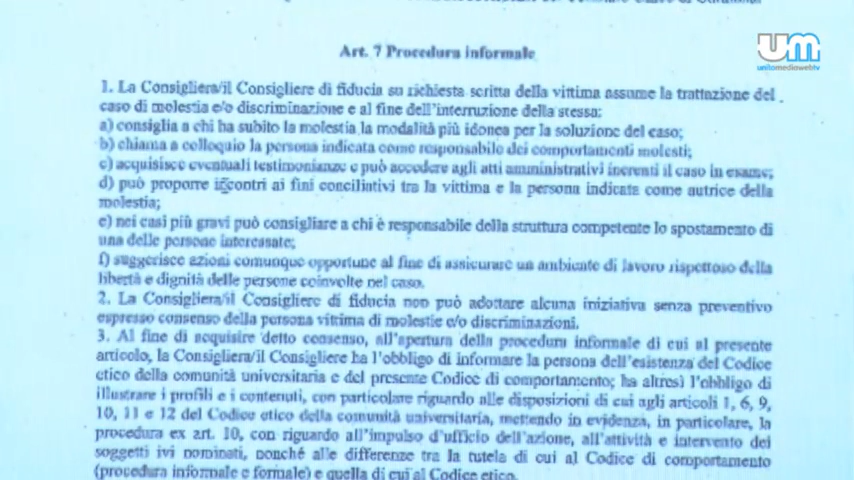 um
unitomediawebtv
Art. 7 Procedura informale
1. La Consigliera/il Consigliere di fiducia su richiesta scritta della vittima assume la trattazione del
caso di molestia e/o discriminazione e al fine dell'interruzione della stessa:
a) consiglia a chi ha subito la molestia la modalità più idonea per la soluzione del caso;
b) chiama a colloquio la persona indicata come responsabile dei comportamenti molesti;
c) acquisisce eventuali testimonianze e può accedere agli atti amministrativi inerenti il caso in esame;
d) può proporre incontri ai fini conciliativi tra la vittima e la persona indicata come autrice della
molestia;
e) nei casi più gravi può consigliare a chi è responsabile della struttura competente lo spostamento di
una delle persone interessate;
f) suggerisce azioni comunque opportune al fine di assicurare un ambiente di lavoro rispettoso della
libertà e dignità delle persone coinvolte nel caso.
2. La Consigliera/il Consigliere di fiducia non può adottare alcuna iniziativa senza preventivo
espresso consenso della persona vittima di molestie e/o discriminazioni.
3. Al fine di acquisire detto consenso, all'apertura della procedura informale di cui al presente
articolo, la Consigliera/il Consigliere ha l'obbligo di informare la persona dell'esistenza del Codice
etico della comunità universitaria e del presente Codice di comportamento; ha altresì l'obbligo di
illustrare i profili e i contenuti, con particolare riguardo alle disposizioni di cui agli articoli 1, 6, 9,
10, 11 e 12 del Codice etico della comunità universitaria, mettendo in evidenza, in particolare, la
procedura ex art. 10, con riguardo all'impulso d'ufficio dell'azione, all'attività e intervento dei
soggetti ivi nominati, nonché alle differenze tra la tutela di cui al Codice di comportamento
(procedura informale e formale) e quella di cui al Codice etico.